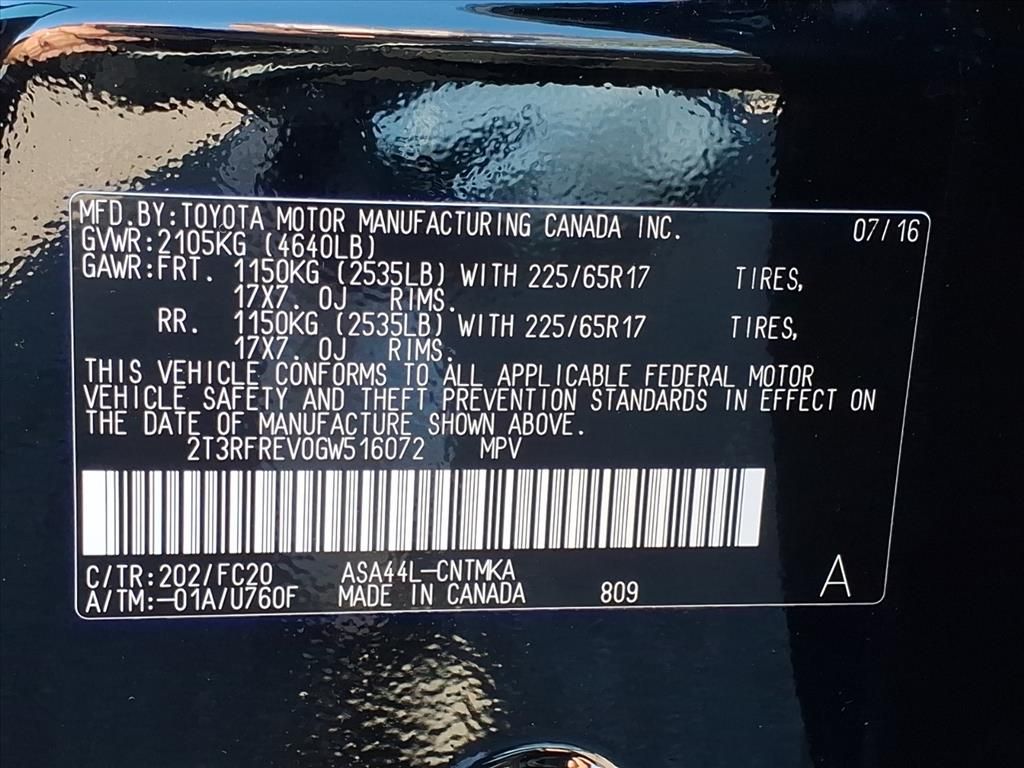 MFD.BY:TOYOTA MOTOR MANUFACTURING CANADA INC. 07/16
GVWR:2105KG (4640LB)
GAWR:FRT. 1150KG (2535LB) WITH 225/65R17 TIRES,
17X7. 0J RIMS.
RR. 1150KG (2535LB) WITH 225/65R17 TIRES,
17X7. 0J RIMS.
THIS VEHICLE CONFORMS TO ALL APPLICABLE FEDERAL MOTOR
VEHICLE SAFETY AND THEFT PREVENTION STANDARDS IN EFFECT ON
THE DATE OF MANUFACTURE SHOWN ABOVE.
2T3RFREV0GW516072 MPV
C/TR:202/FC20 ASA44L-CNTMKA
A/TM:-01A/U760F MADE IN CANADA 809 A